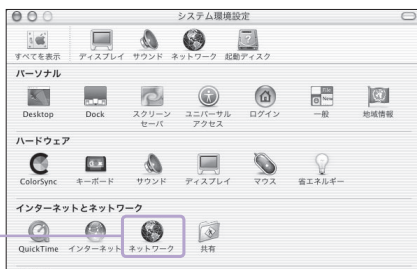 システム環境設定
すべてを表示 ディスプレイ サウンド ネットワーク 起動ディスク
パーソナル
File
New
Desktop Dock スクリーン
セーバ ユニバーサル
アクセス ログイン 一般 地域情報
ハードウェア
ColorSync キーボード サウンド ディスプレイ マウス 省エネルギー
インターネットとネットワーク
QuickTime インターネット ネットワーク 共有